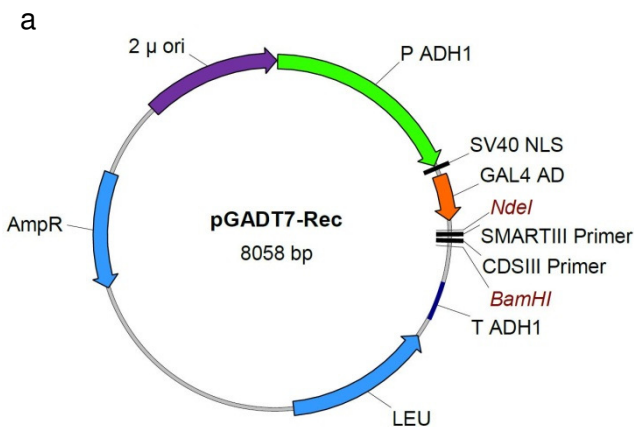 a
2 µ ori
P ADH1
SV40 NLS
GAL4 AD
NdeI
SMARTIII Primer
CDSIII Primer
BamHI
T ADH1
LEU
AmpR
pGADT7-Rec
8058 bp